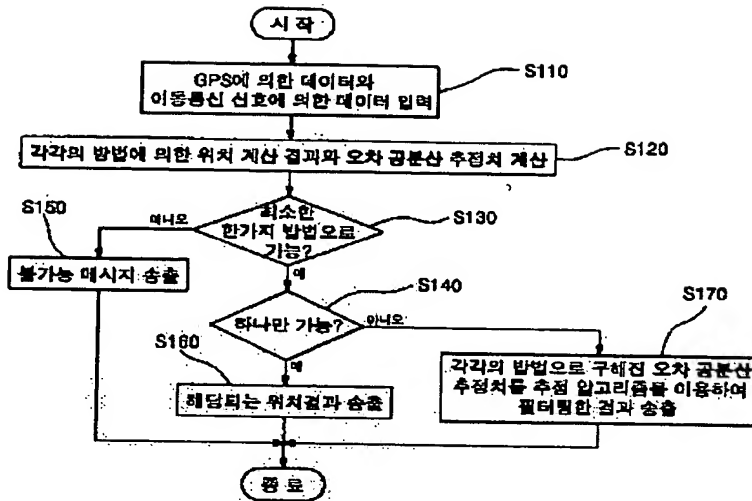 시 작
GPS에 의한 데이터와
이동통신 신호에 의한 데이터 입력
S110
각각의 방법에 의한 위치 계산 결과와 오차 공분산 추정치 계산
S120
최소한
한가지 방법으로
가능?
S130
아니오
S150
불가능 메시지 송출
예
하나만 가능?
S140
아니오
S170
예
S160
해당되는 위치결과 송출
각각의 방법으로 구해진 오차 공분산
추정치를 추정 알고리즘을 이용하여
필터링한 결과 송출
종 료